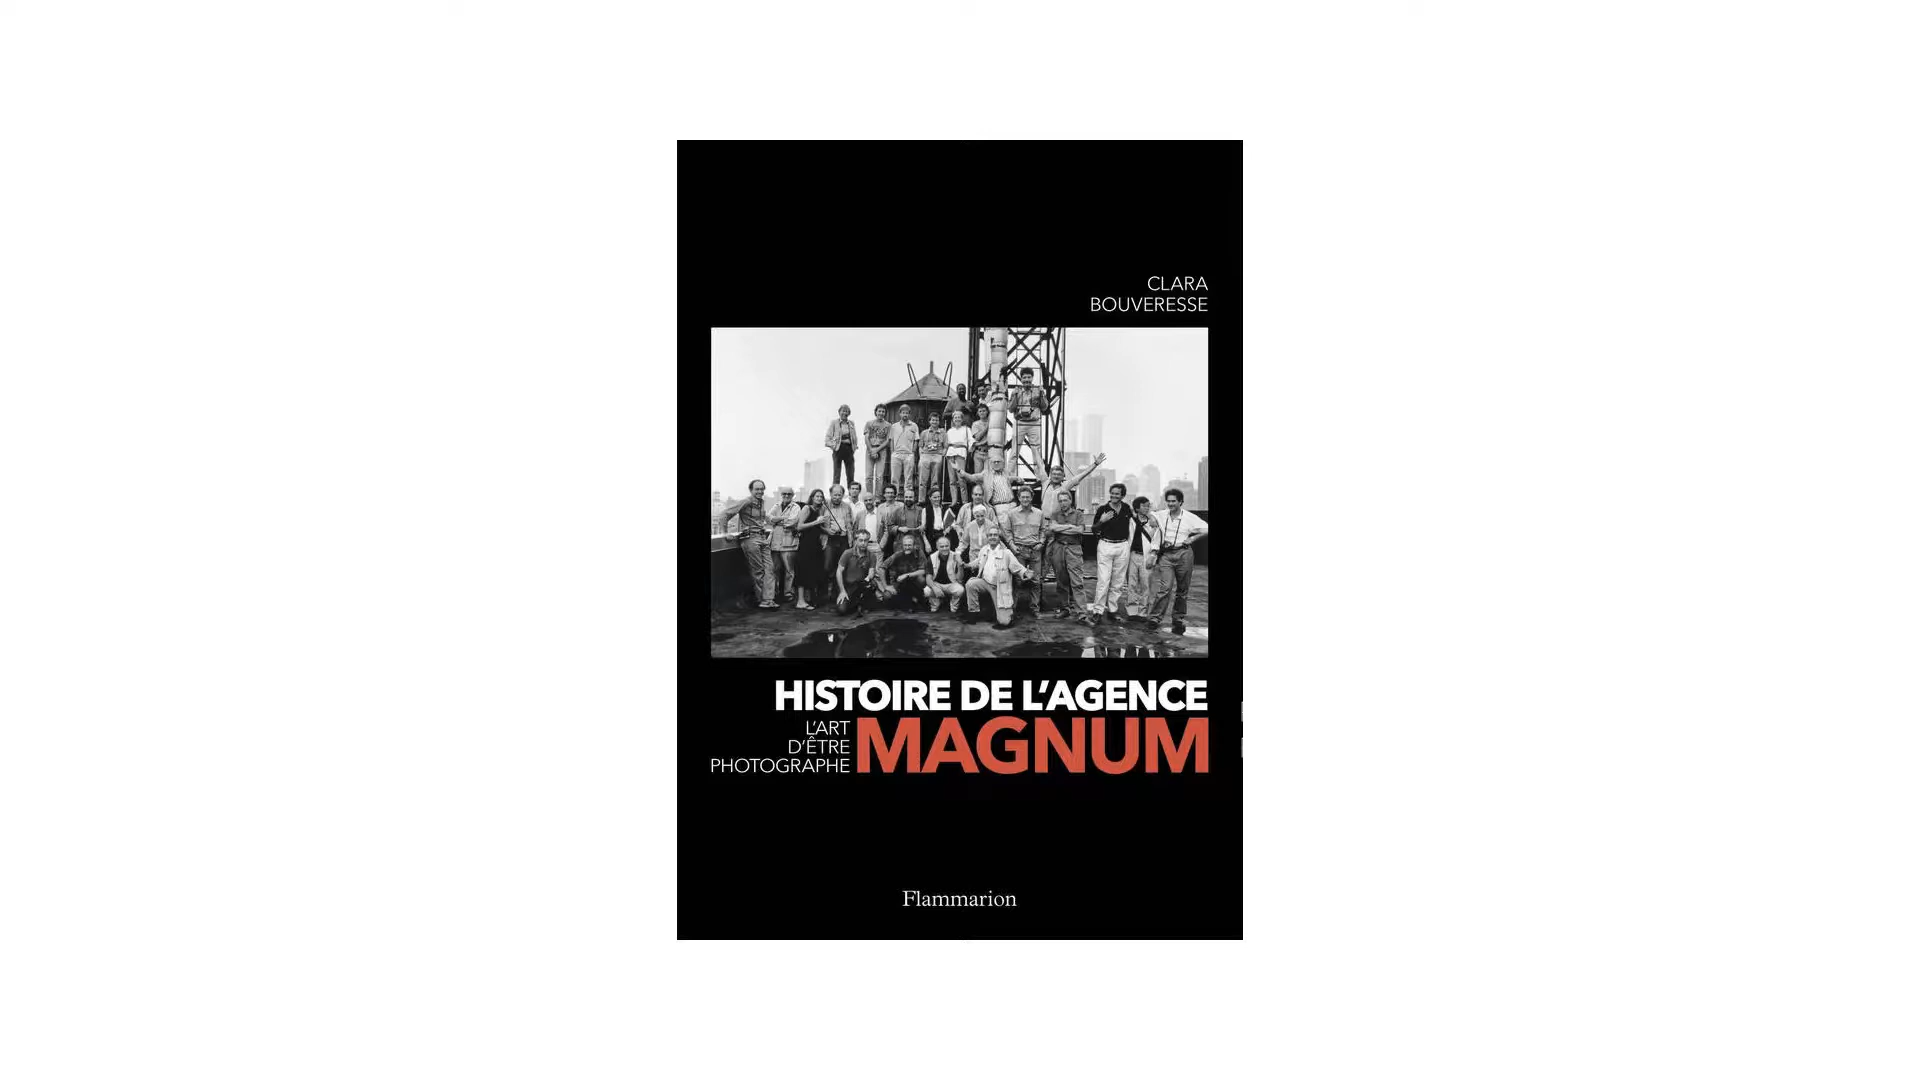 CLARA
BOUVERESSE
HISTOIRE DE L'AGENCE
L'ART
D'ÊTRE
PHOTOGRAPHE
MAGNUM
Flammarion